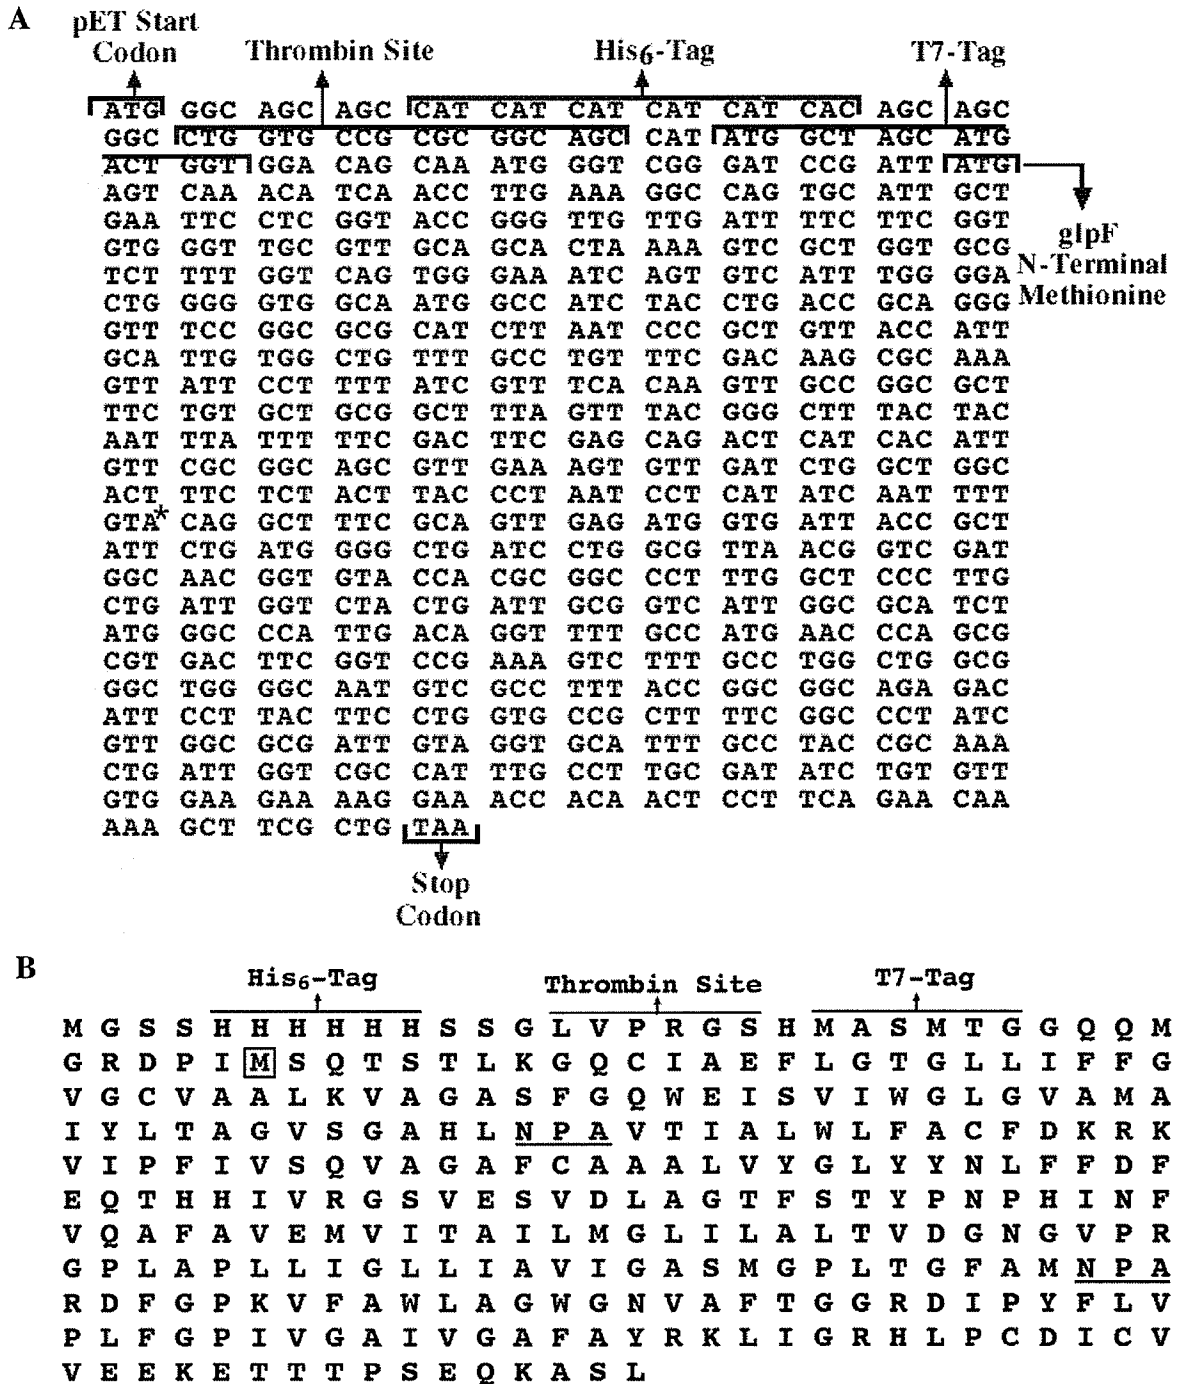 A
pET Start
Codon
Thrombin Site
His6-Tag
T7-Tag
ATG GGC AGC AGC CAT CAT CAT CAT CAT CAC AGC AGC
GGC CTG GTG CCG CGC GGC AGC CAT ATG GCT AGC ATG
ACT GGT GGA CAG CAA ATG GGT CGG GAT CCG ATT ATG
AGT CAA ACA TCA ACC TTG AAA GGC CAG TGC ATT GCT
GAA TTC CTC GGT ACC GGG TTG TTG ATT TTC TTC GGT
GTG GGT TGC GTT GCA GCA CTA AAA GTC GCT GGT GCG
TCT TTT GGT CAG TGG GAA ATC AGT GTC ATT TGG GGA
CTG GGG GTG GCA ATG GCC ATC TAC CTG ACC GCA GGG
GTT TCC GGC GCG CAT CTT AAT CCC GCT GTT ACC ATT
GCA TTG TGG CTG TTT GCC TGT TTC GAC AAG CGC AAA
GTT ATT CCT TTT ATC GTT TCA CAA GTT GCC GGC GCT
TTC TGT GCT GCG GCT TTA GTT TAC GGG CTT TAC TAC
AAT TTA TTT TTC GAC TTC GAG CAG ACT CAT CAC ATT
GTT CGC GGC AGC GTT GAA AGT GTT GAT CTG GCT GGC
ACT TTC TCT ACT TAC CCT AAT CCT CAT ATC AAT TTT
GTA* CAG GCT TTC GCA GTT GAG ATG GTG ATT ACC GCT
ATT CTG ATG GGG CTG ATC CTG GCG TTA ACG GTC GAT
GGC AAC GGT GTA CCA CGC GGC CCT TTG GCT CCC TTG
CTG ATT GGT CTA CTG ATT GCG GTC ATT GGC GCA TCT
ATG GGC CCA TTG ACA GGT TTT GCC ATG AAC CCA GCG
CGT GAC TTC GGT CCG AAA GTC TTT GCC TGG CTG GCG
GGC TGG GGC AAT GTC GCC TTT ACC GGC GGC AGA GAC
ATT CCT TAC TTC CTG GTG CCG CTT TTC GGC CCT ATC
GTT GGC GCG ATT GTA GGT GCA TTT GCC TAC CGC AAA
CTG ATT GGT CGC CAT TTG CCT TGC GAT ATC TGT GTT
GTG GAA GAA AAG GAA ACC ACA ACT CCT TCA GAA CAA
AAA GCT TCG CTG TAA
glpF
N-Terminal
Methionine
Stop
Codon
B
His6-Tag
Thrombin Site
T7-Tag
M G S S H H H H H H S S G L V P R G S H M A S M T G G Q Q M
G R D P I M S Q T S T L K G Q C I A E F L G T G L L I F F G
V G C V A A L K V A G A S F G Q W E I S V I W G L G V A M A
I Y L T A G V S G A H L N P A V T I A L W L F A C F D K R K
V I P F I V S Q V A G A F C A A A L V Y G L Y Y N L F F D F
E Q T H H I V R G S V E S V D L A G T F S T Y P N P H I N F
V Q A F A V E M V I T A I L M G L I L A L T V D G N G V P R
G P L A P L L I G L L I A V I G A S M G P L T G F A M N P A
R D F G P K V F A W L A G W G N V A F T G G R D I P Y F L V
P L F G P I V G A I V G A F A Y R K L I G R H L P C D I C V
V E E K E T T T P S E Q K A S L